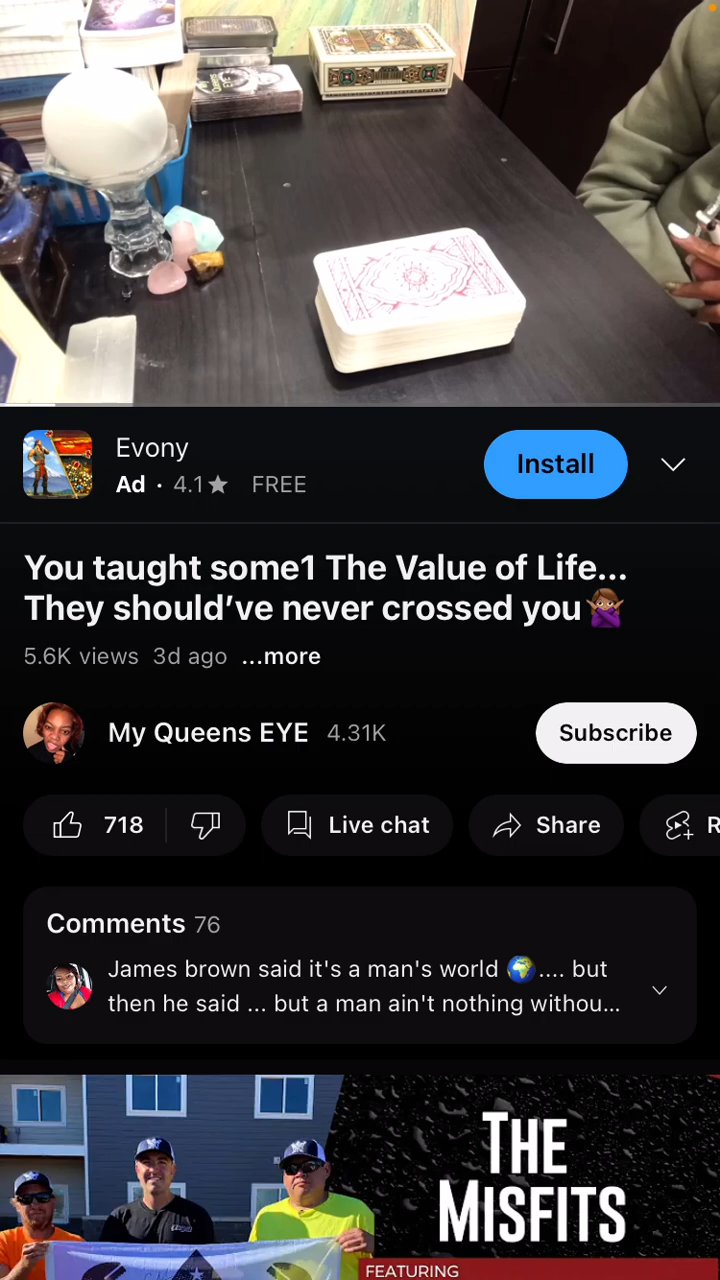 Evony
Ad · 4.1★ FREE
Install
You taught some1 The Value of Life...
They should’ve never crossed you🙅🏾‍♀️
5.6K views 3d ago ...more
My Queens EYE 4.31K
Subscribe
718
Live chat
Share
R
Comments 76
James brown said it's a man's world 🌍.... but
then he said ... but a man ain't nothing withou...
THE
MISFITS
FEATURING